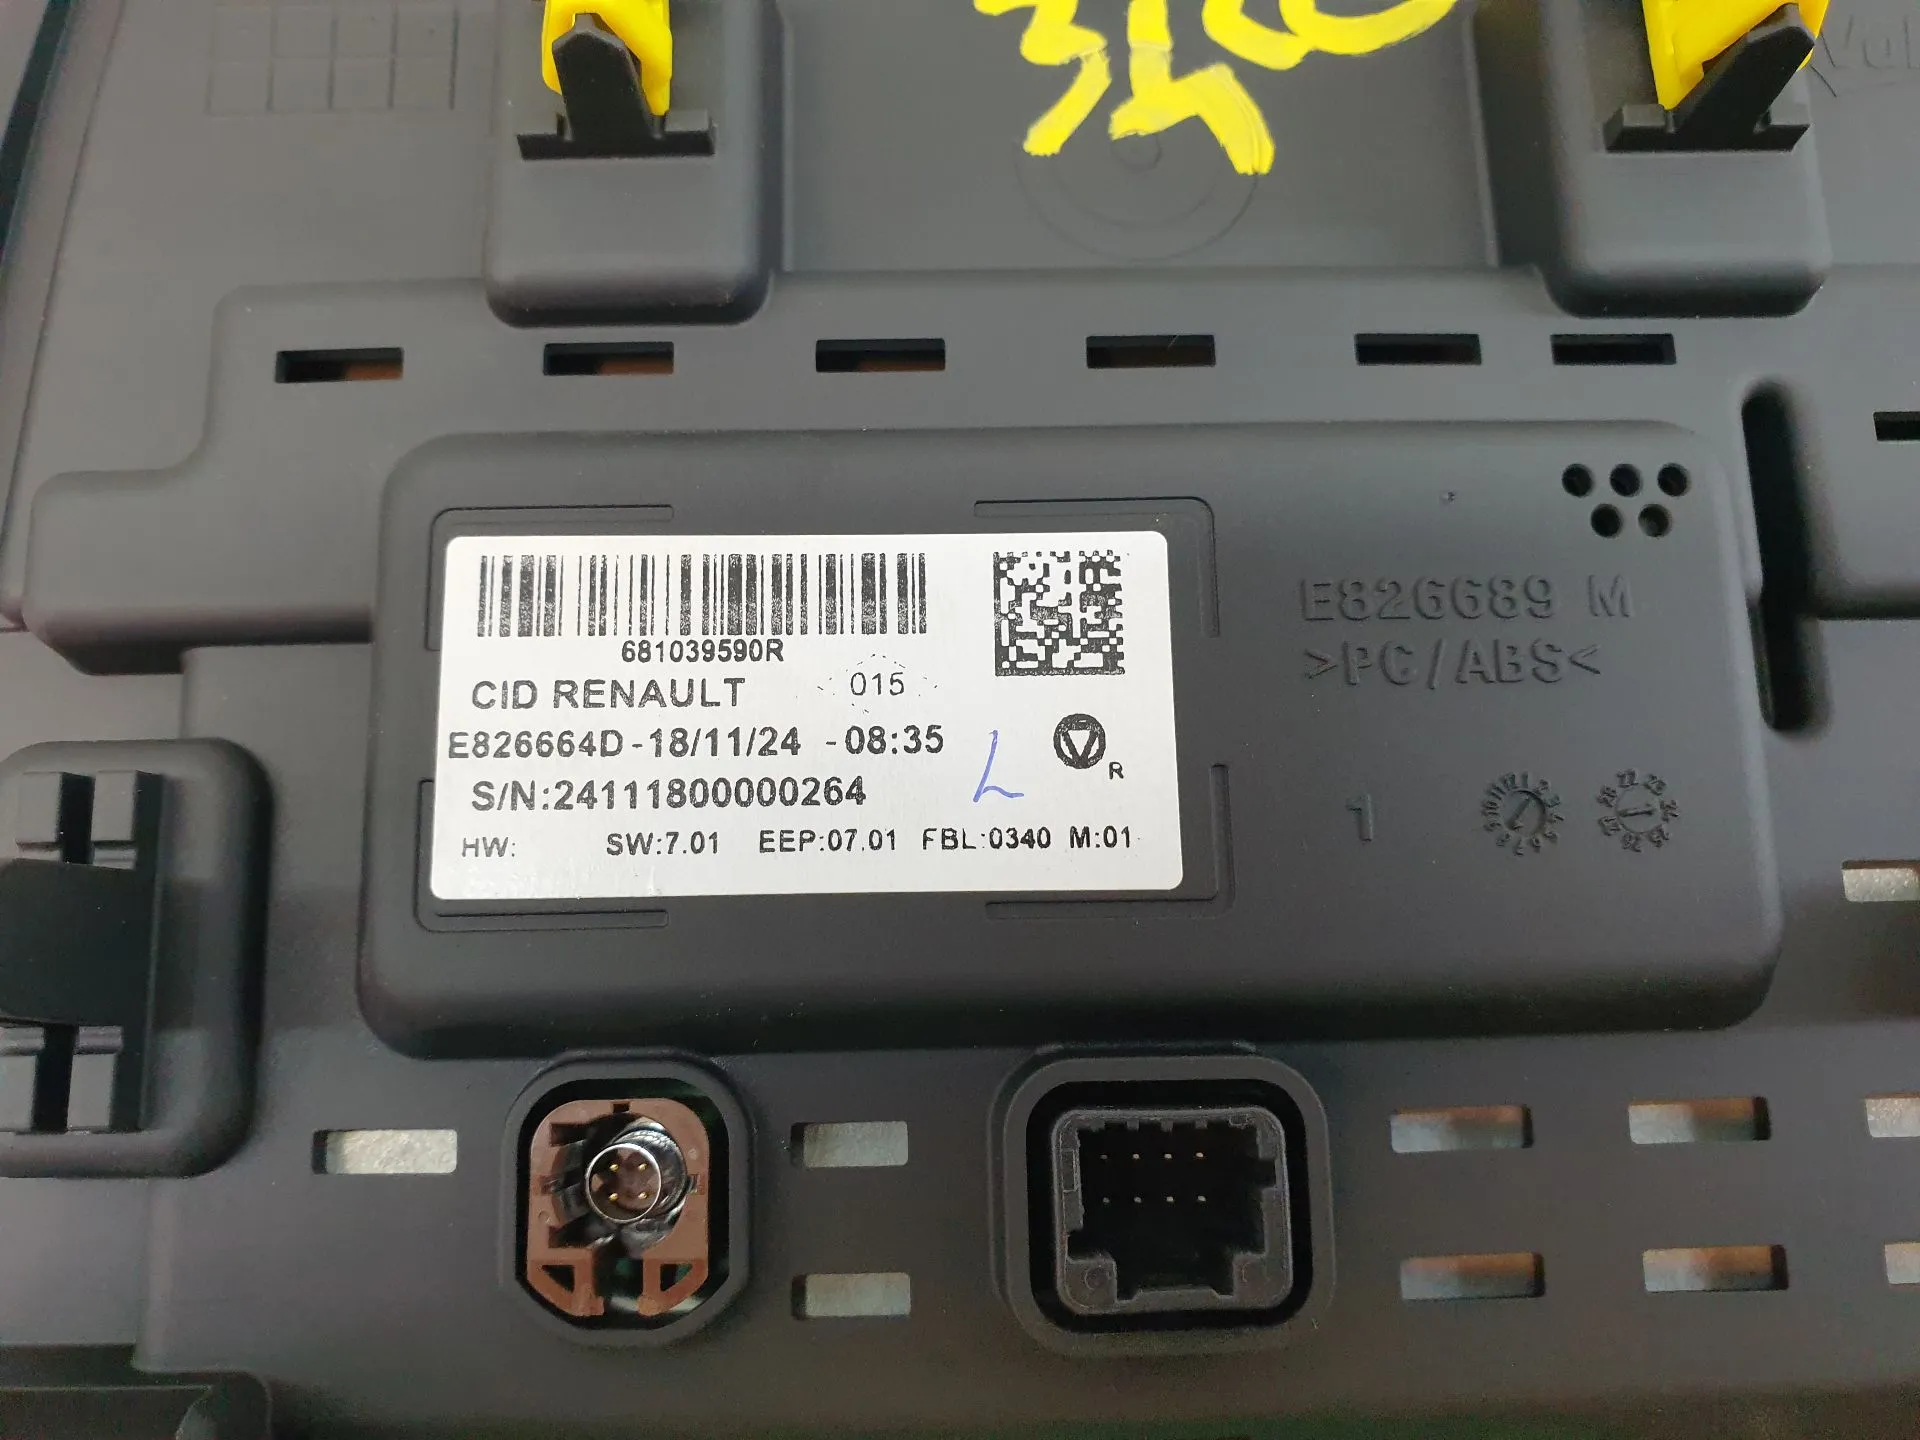 681039590R
CID RENAULT 015
E826664D - 18/11/24 - 08:35
S/N:24111800000264
R
HW: SW:7.01 EEP:07.01 FBL:0340 M:01
E826689 M
>PC/ABS<
1